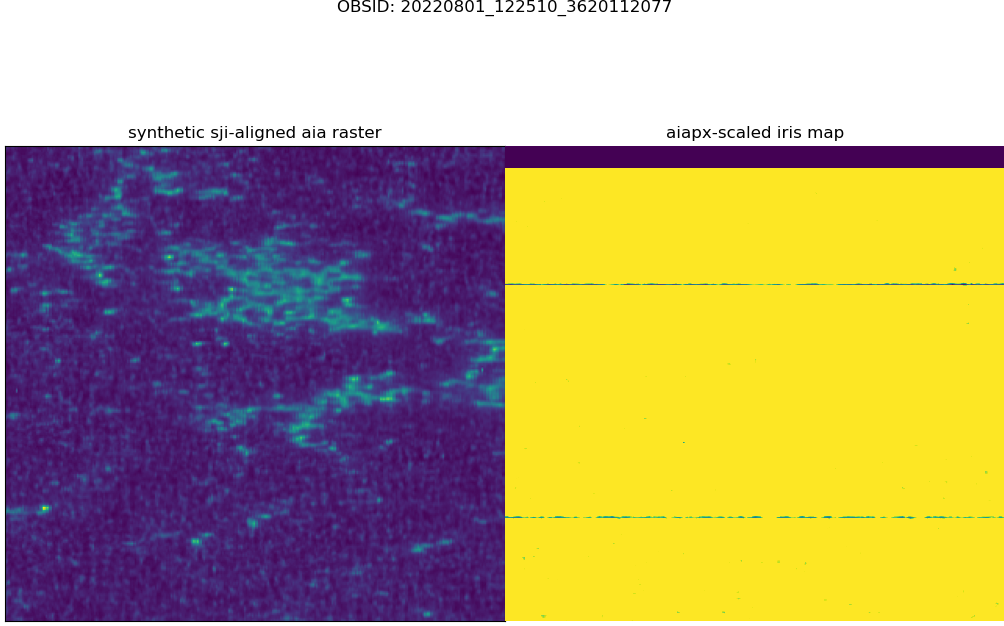 OBSID: 20220801_122510_3620112077
synthetic sji-aligned aia raster
aiapx-scaled iris map